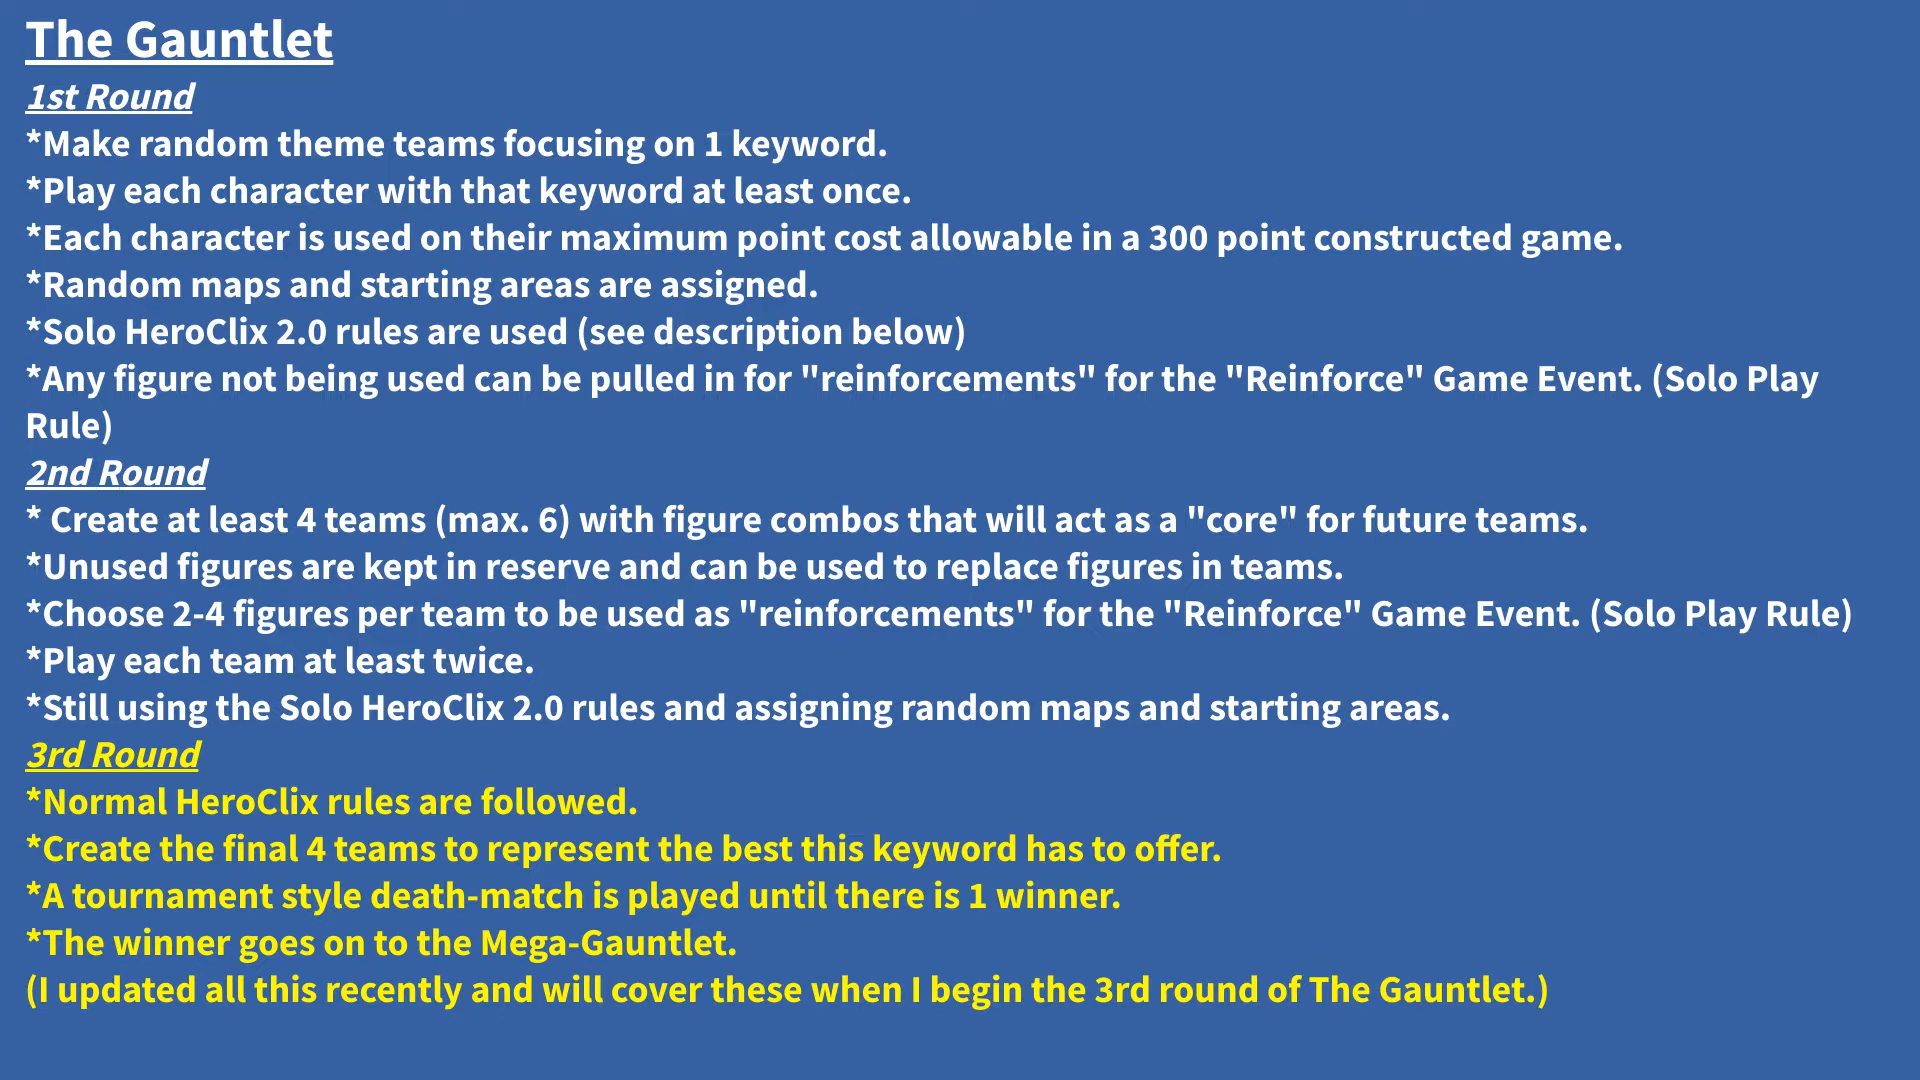 The Gauntlet
1st Round
*Make random theme teams focusing on 1 keyword.
*Play each character with that keyword at least once.
*Each character is used on their maximum point cost allowable in a 300 point constructed game.
*Random maps and starting areas are assigned.
*Solo HeroClix 2.0 rules are used (see description below)
*Any figure not being used can be pulled in for "reinforcements" for the "Reinforce" Game Event. (Solo Play
Rule)
2nd Round
* Create at least 4 teams (max. 6) with figure combos that will act as a "core" for future teams.
*Unused figures are kept in reserve and can be used to replace figures in teams.
*Choose 2-4 figures per team to be used as "reinforcements" for the "Reinforce" Game Event. (Solo Play Rule)
*Play each team at least twice.
*Still using the Solo HeroClix 2.0 rules and assigning random maps and starting areas.
3rd Round
*Normal HeroClix rules are followed.
*Create the final 4 teams to represent the best this keyword has to offer.
*A tournament style death-match is played until there is 1 winner.
*The winner goes on to the Mega-Gauntlet.
(I updated all this recently and will cover these when I begin the 3rd round of The Gauntlet.)